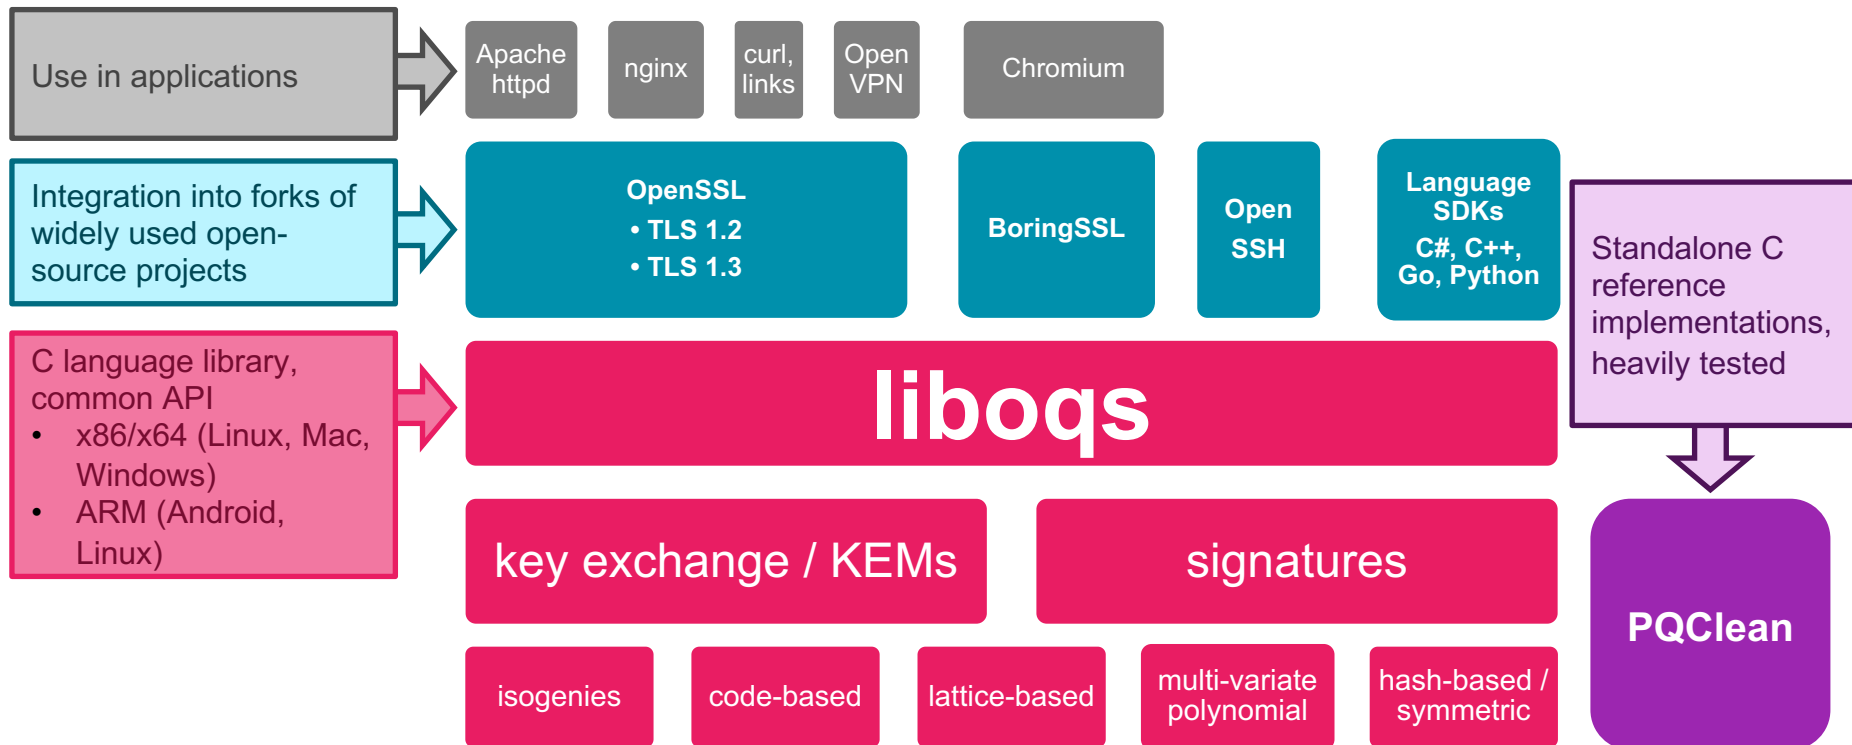 Use in applications
Apache
httpd
nginx
curl,
links
Open
VPN
Chromium
Integration into forks of
widely used open-
source projects
OpenSSL
• TLS 1.2
• TLS 1.3
BoringSSL
Open
SSH
Language
SDKs
C#, C++,
Go, Python
Standalone C
reference
implementations,
heavily tested
C language library,
common API
• x86/x64 (Linux, Mac,
Windows)
• ARM (Android,
Linux)
liboqs
key exchange / KEMs
signatures
PQClean
isogenies
code-based
lattice-based
multi-variate
polynomial
hash-based /
symmetric